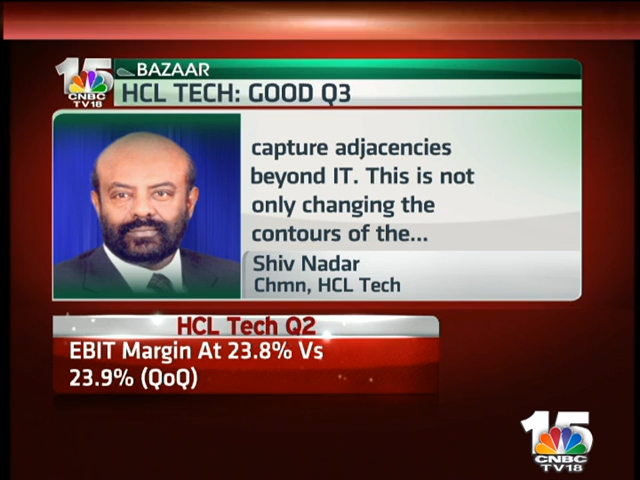 15
CNBC
TV18
BAZAAR
HCL TECH: GOOD Q3
capture adjacencies
beyond IT. This is not
only changing the
contours of the...
Shiv Nadar
Chmn, HCL Tech
HCL Tech Q2
EBIT Margin At 23.8% Vs
23.9% (QoQ)
15
CNBC
TV18